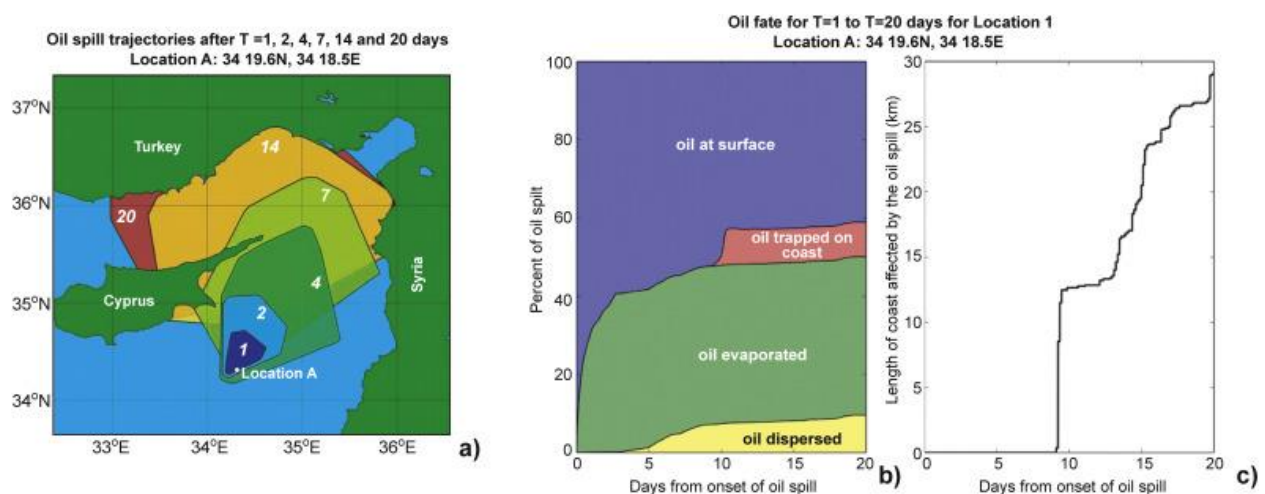 Oil spill trajectories after T =1, 2, 4, 7, 14 and 20 days
Location A: 34 19.6N, 34 18.5E
37°N
36°N
35°N
34°N
33°E
34°E
35°E
36°E
Turkey
14
7
20
4
Cyprus
Syria
2
1
Location A
a)
Oil fate for T=1 to T=20 days for Location 1
Location A: 34 19.6N, 34 18.5E
Percent of oil spilt
100
80
60
40
20
0
oil at surface
oil trapped on
coast
oil evaporated
oil dispersed
0
5
10
15
20
Days from onset of oil spill
b)
Length of coast affected by the oil spill (km)
30
25
20
15
10
5
0
0
5
10
15
20
Days from onset of oil spill
c)